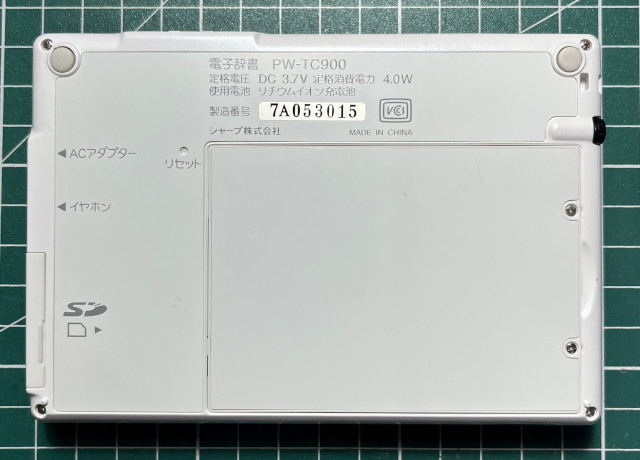 電子辞書 PW-TC900
定格電圧 DC 3.7V 定格消費電力 4.0W
使用電池 リチウムイオン充電池
製造番号 7A053015 VCI
シャープ株式会社 MADE IN CHINA
◀ ACアダプター
リセット
◀ イヤホン
SD